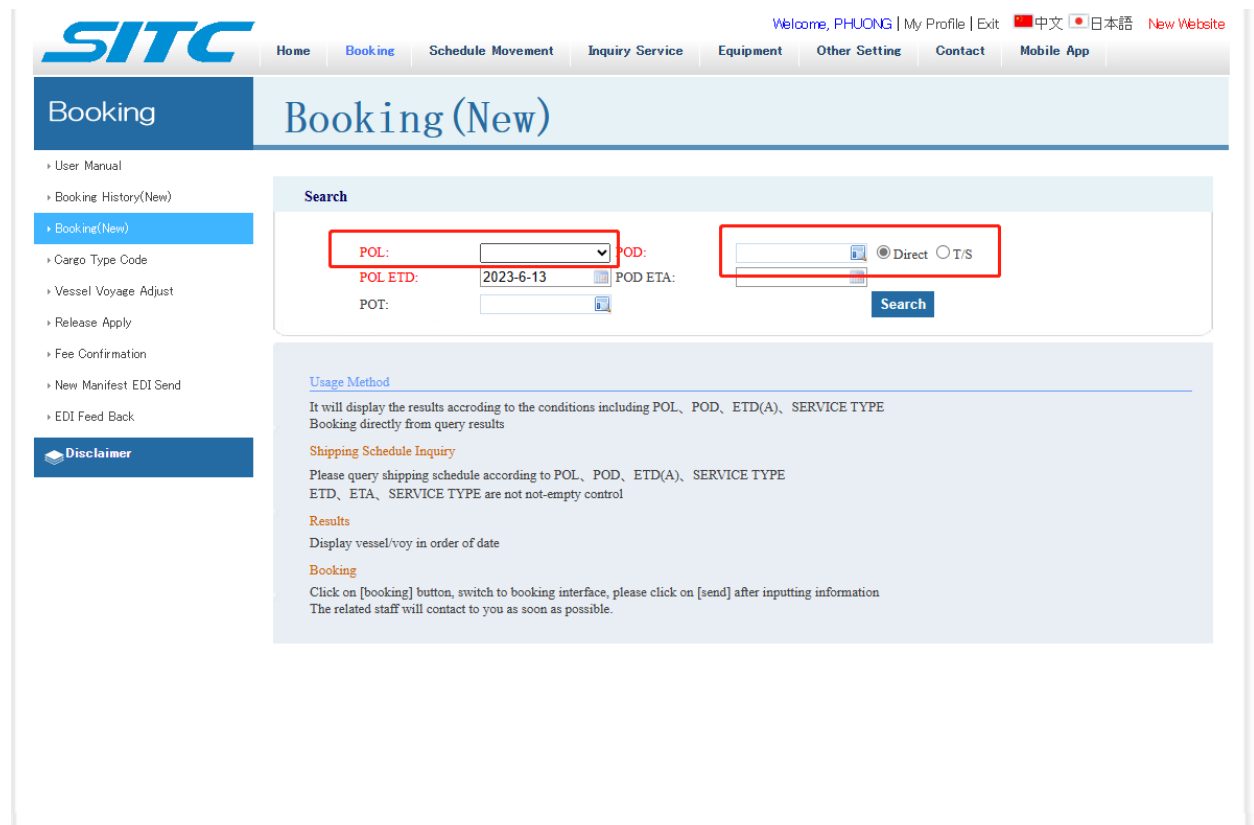 SITC
Welcome, PHUONG | My Profile | Exit 中文 日本語 New Website
Home Booking Schedule Movement Inquiry Service Equipment Other Setting Contact Mobile App
Booking
Booking(New)
User Manual
Booking History(New)
Booking(New)
Cargo Type Code
Vessel Voyage Adjust
Release Apply
Fee Confirmation
New Manifest EDI Send
EDI Feed Back
Disclaimer
Search
POL: POD: Direct T/S
POL ETD: 2023-6-13 POD ETA:
POT: Search
Usage Method
It will display the results accroding to the conditions including POL、POD、ETD(A)、SERVICE TYPE
Booking directly from query results
Shipping Schedule Inquiry
Please query shipping schedule according to POL、POD、ETD(A)、SERVICE TYPE
ETD、ETA、SERVICE TYPE are not not-empty control
Results
Display vessel/voy in order of date
Booking
Click on [booking] button, switch to booking interface, please click on [send] after inputting information
The related staff will contact to you as soon as possible.